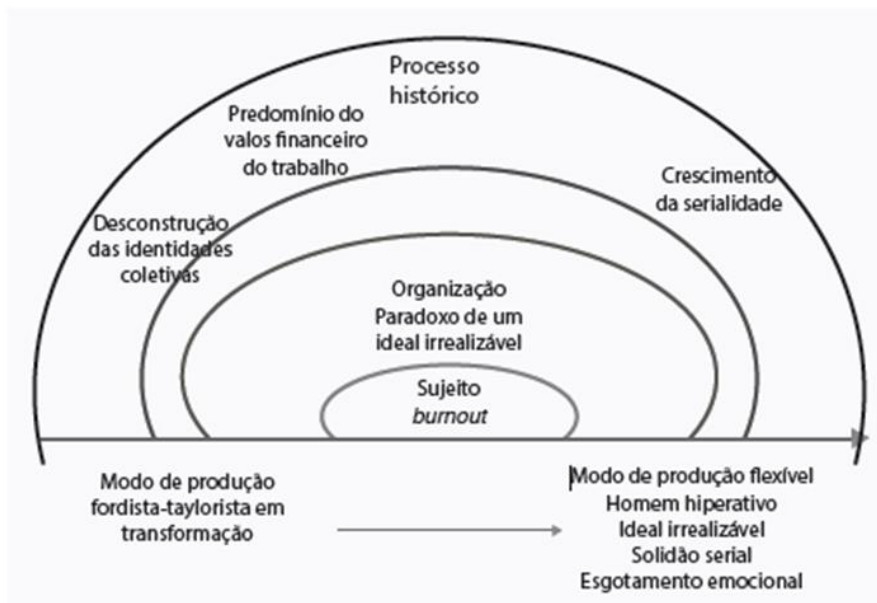 Processo
histórico
Predomínio do
valos financeiro
do trabalho
Crescimento
da serialidade
Desconstrução
das identidades
coletivas
Organização
Paradoxo de um
ideal irrealizável
Sujeito
burnout
Modo de produção
fordista-taylorista em
transformação
Modo de produção flexível
Homem hiperativo
Ideal irrealizável
Solidão serial
Esgotamento emocional